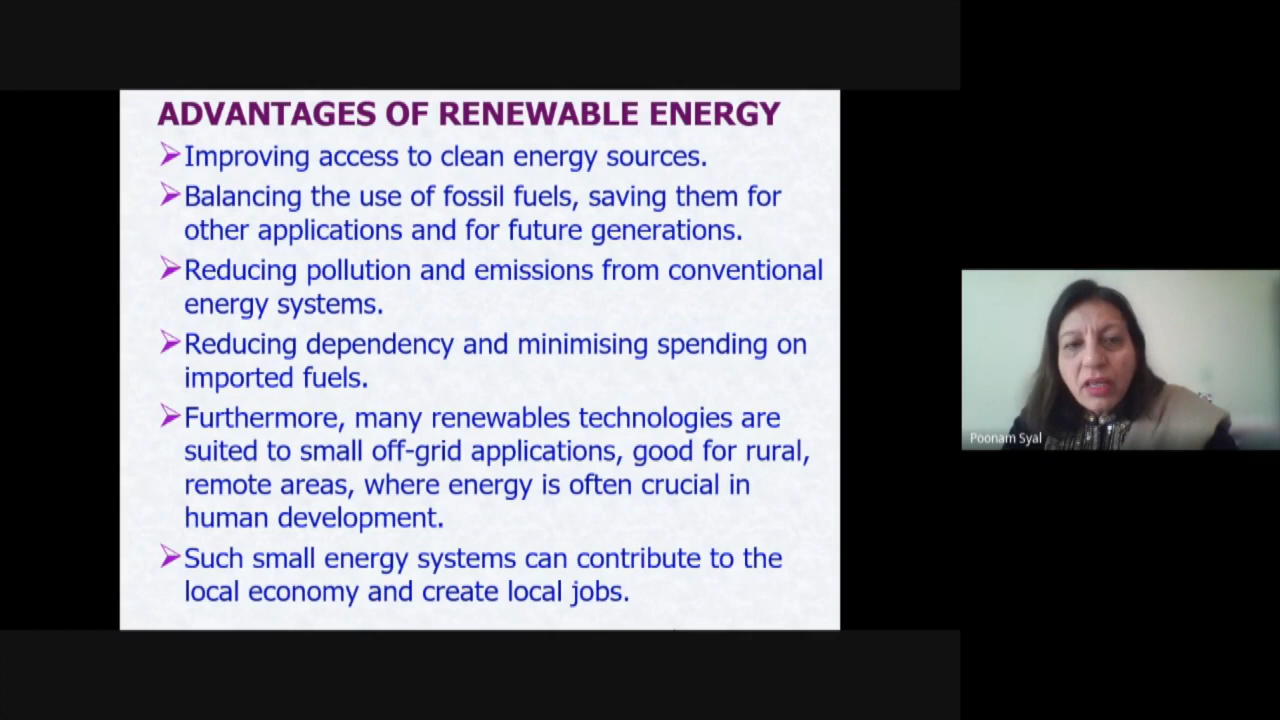 ADVANTAGES OF RENEWABLE ENERGY
Improving access to clean energy sources.
Balancing the use of fossil fuels, saving them for
other applications and for future generations.
Reducing pollution and emissions from conventional
energy systems.
Reducing dependency and minimising spending on
imported fuels.
Furthermore, many renewables technologies are
suited to small off-grid applications, good for rural,
remote areas, where energy is often crucial in
human development.
Such small energy systems can contribute to the
local economy and create local jobs.
Poonam Syal